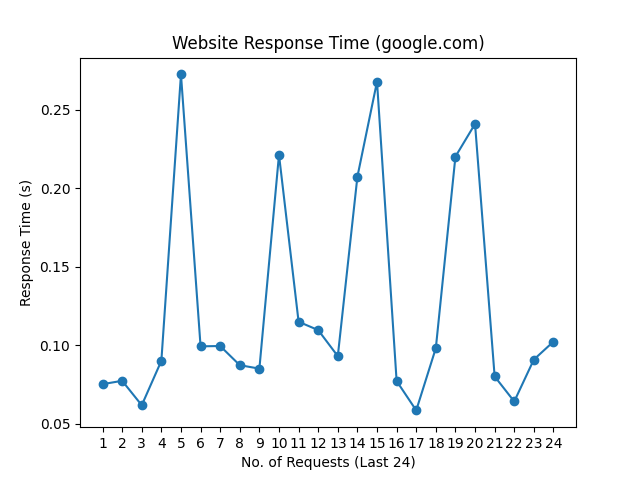 Website Response Time (google.com)
0.25
0.20
0.15
0.10
0.05
Response Time (s)
1 2 3 4 5 6 7 8 9 10 11 12 13 14 15 16 17 18 19 20 21 22 23 24
No. of Requests (Last 24)